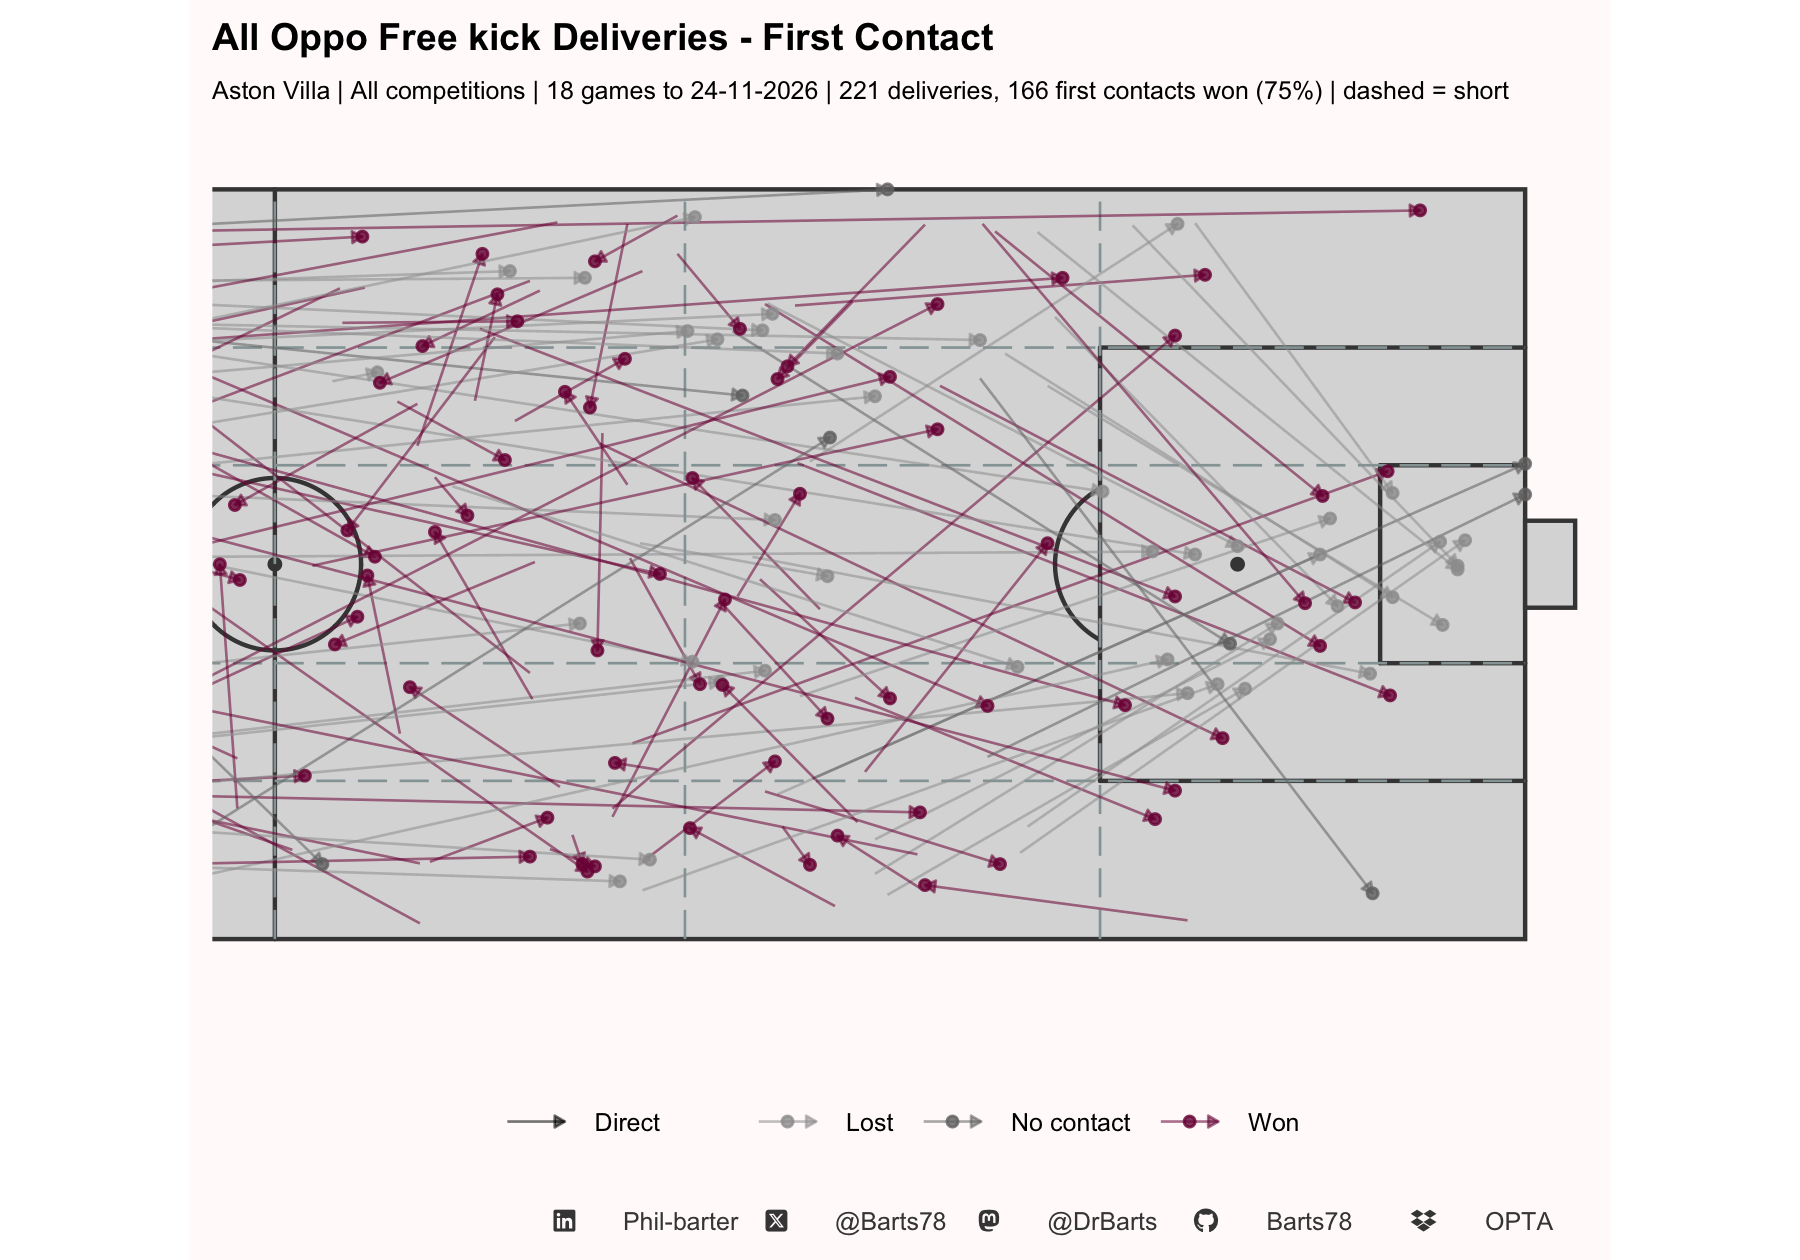 All Oppo Free kick Deliveries - First Contact
Aston Villa | All competitions | 18 games to 24-11-2026 | 221 deliveries, 166 first contacts won (75%) | dashed = short
Direct Lost No contact Won
Phil-barter @Barts78 @DrBarts Barts78 OPTA